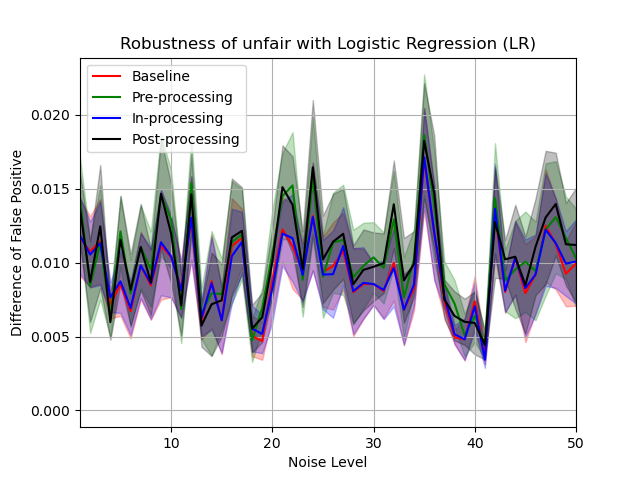 Robustness of unfair with Logistic Regression (LR)
Baseline
Pre-processing
In-processing
Post-processing
Difference of False Positive
0.020
0.015
0.010
0.005
0.000
10
20
30
40
50
Noise Level